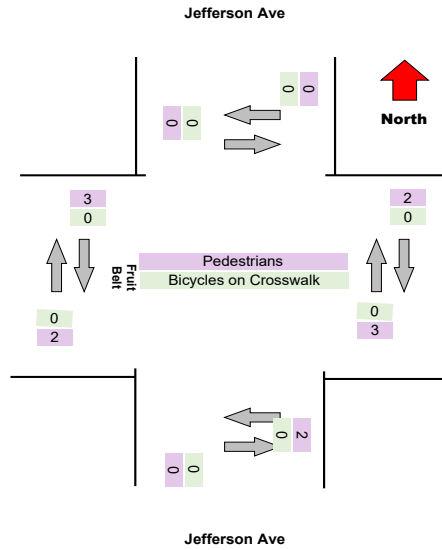 Jefferson Ave
0 0
0 0
North
3
0
2
0
Fruit
Belt
Pedestrians
Bicycles on Crosswalk
0
2
0
3
0 2
0 0
Jefferson Ave